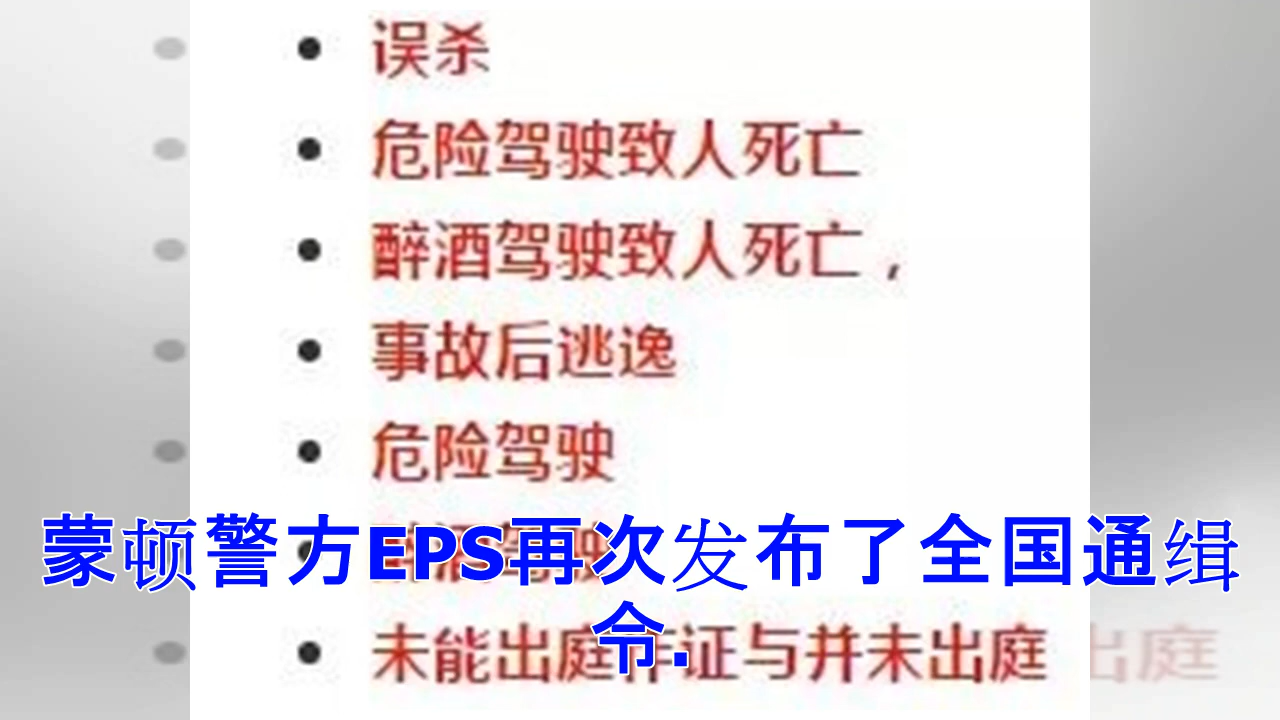 误杀
危险驾驶致人死亡
醉酒驾驶致人死亡，
事故后逃逸
危险驾驶
蒙顿警方EPS再次发布了全国通缉
令.
未能出庭作证与并未出庭
出庭